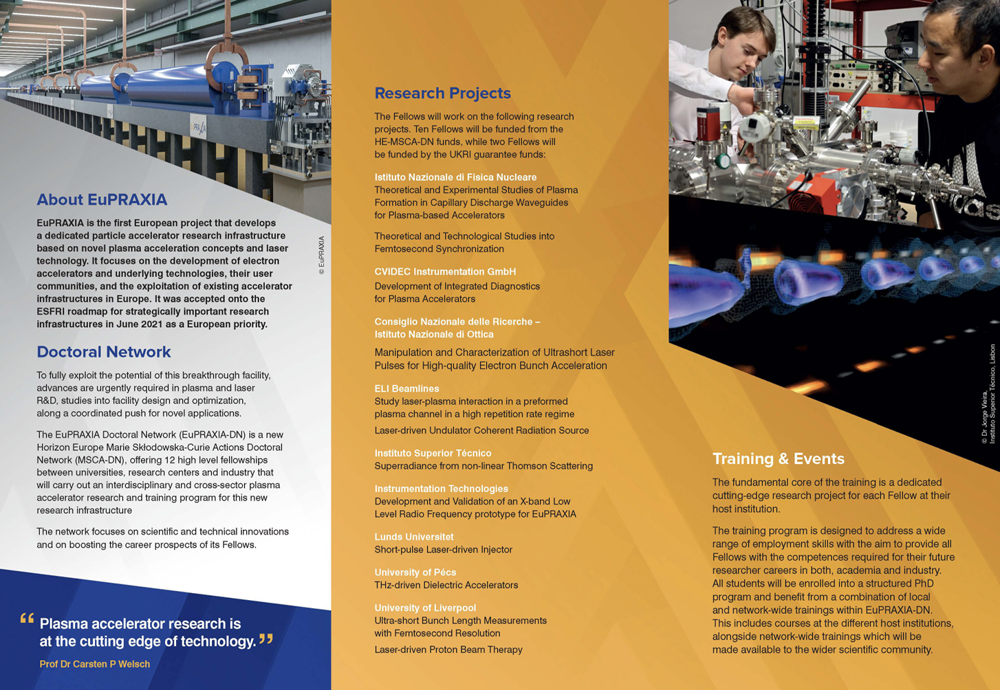 About EuPRAXIA
EuPRAXIA is the first European project that develops
a dedicated particle accelerator research infrastructure
based on novel plasma acceleration concepts and laser
technology. It focuses on the development of electron
accelerators and underlying technologies, their user
communities, and the exploitation of existing accelerator
infrastructures in Europe. It was accepted onto the
ESFRI roadmap for strategically important research
infrastructures in June 2021 as a European priority.
© EuPRAXIA
Doctoral Network
To fully exploit the potential of this breakthrough facility,
advances are urgently required in plasma and laser
R&D, studies into facility design and optimization,
along a coordinated push for novel applications.
The EuPRAXIA Doctoral Network (EuPRAXIA-DN) is a new
Horizon Europe Marie Skłodowska-Curie Actions Doctoral
Network (MSCA-DN), offering 12 high level fellowships
between universities, research centers and industry that
will carry out an interdisciplinary and cross-sector plasma
accelerator research and training program for this new
research infrastructure
The network focuses on scientific and technical innovations
and on boosting the career prospects of its Fellows.
“ Plasma accelerator research is
at the cutting edge of technology. ”
Prof Dr Carsten P Welsch
Research Projects
The Fellows will work on the following research
projects. Ten Fellows will be funded from the
HE-MSCA-DN funds, while two Fellows will
be funded by the UKRI guarantee funds:
Istituto Nazionale di Fisica Nucleare
Theoretical and Experimental Studies of Plasma
Formation in Capillary Discharge Waveguides
for Plasma-based Accelerators
Theoretical and Technological Studies into
Femtosecond Synchronization
CVIDEC Instrumentation GmbH
Development of Integrated Diagnostics
for Plasma Accelerators
Consiglio Nazionale delle Ricerche –
Istituto Nazionale di Ottica
Manipulation and Characterization of Ultrashort Laser
Pulses for High-quality Electron Bunch Acceleration
ELI Beamlines
Study laser-plasma interaction in a preformed
plasma channel in a high repetition rate regime
Laser-driven Undulator Coherent Radiation Source
Instituto Superior Técnico
Superradiance from non-linear Thomson Scattering
Instrumentation Technologies
Development and Validation of an X-band Low
Level Radio Frequency prototype for EuPRAXIA
Lunds Universitet
Short-pulse Laser-driven Injector
University of Pécs
THz-driven Dielectric Accelerators
University of Liverpool
Ultra-short Bunch Length Measurements
with Femtosecond Resolution
Laser-driven Proton Beam Therapy
© Dr Jorge Vieira,
Instituto Superior Técnico, Lisbon
Training & Events
The fundamental core of the training is a dedicated
cutting-edge research project for each Fellow at their
host institution.
The training program is designed to address a wide
range of employment skills with the aim to provide all
Fellows with the competences required for their future
researcher careers in both, academia and industry.
All students will be enrolled into a structured PhD
program and benefit from a combination of local
and network-wide trainings within EuPRAXIA-DN.
This includes courses at the different host institutions,
alongside network-wide trainings which will be
made available to the wider scientific community.